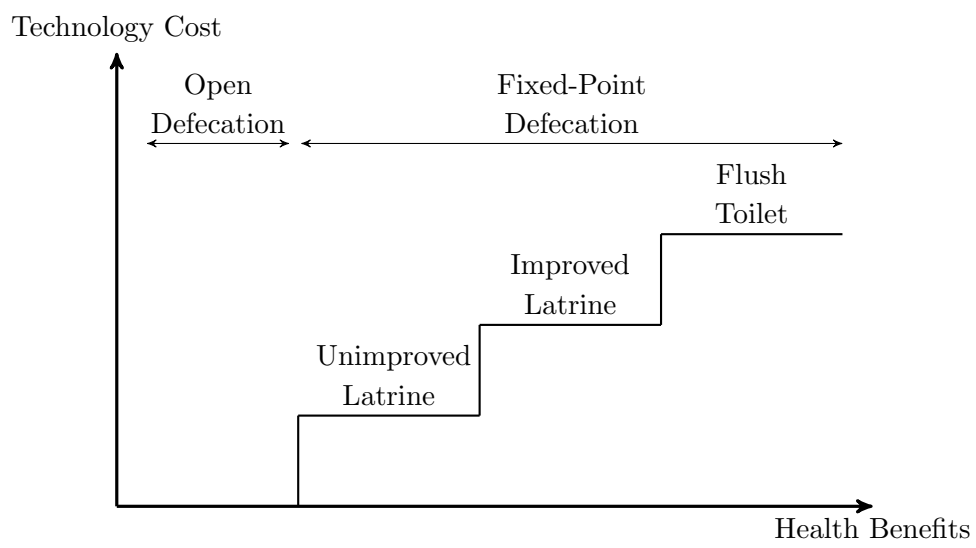 Technology Cost
Open
Defecation
Fixed-Point
Defecation
Flush
Toilet
Improved
Latrine
Unimproved
Latrine
Health Benefits